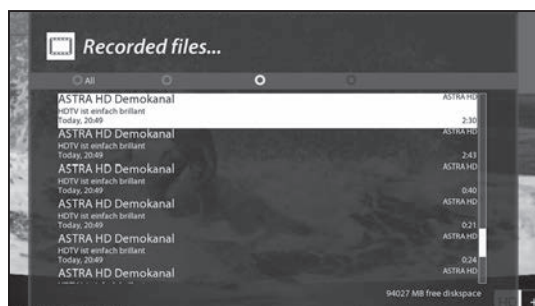 Recorded files...
All
ASTRA HD Demokanal ASTRA HD
HDTV ist einfach brillant
Today, 20:49 2:30
ASTRA HD Demokanal ASTRA HD
HDTV ist einfach brillant
Today, 20:49 2:43
ASTRA HD Demokanal ASTRA HD
HDTV ist einfach brillant
Today, 20:49 0:40
ASTRA HD Demokanal ASTRA HD
HDTV ist einfach brillant
Today, 20:49 0:21
ASTRA HD Demokanal ASTRA HD
HDTV ist einfach brillant
Today, 20:49 0:24
ASTRA HD Demokanal ASTRA HD
94027 MB free diskspace